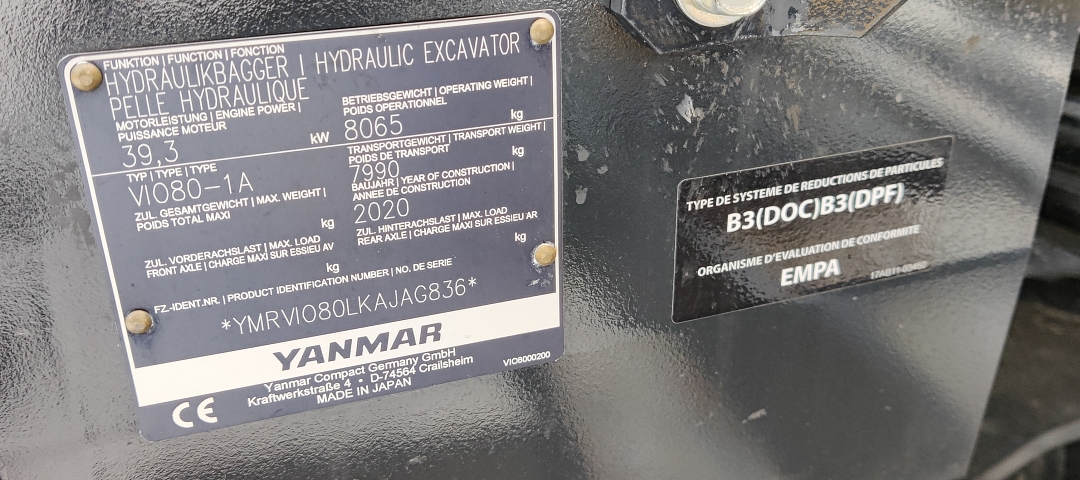 FUNKTION | FUNCTION | FONCTION
HYDRAULIKBAGGER | HYDRAULIC EXCAVATOR
PELLE HYDRAULIQUE
MOTORLEISTUNG | ENGINE POWER |
PUISSANCE MOTEUR
39,3 kW
BETRIEBSGEWICHT | OPERATING WEIGHT |
POIDS OPERATIONNEL
8065 kg
TYP | TYPE | TYPE
VIO80-1A
TRANSPORTGEWICHT | TRANSPORT WEIGHT |
POIDS DE TRANSPORT
7990 kg
ZUL. GESAMTGEWICHT | MAX. WEIGHT |
POIDS TOTAL MAXI
kg
BAUJAHR | YEAR OF CONSTRUCTION |
ANNEE DE CONSTRUCTION
2020
ZUL. VORDERACHSLAST | MAX. LOAD
FRONT AXLE | CHARGE MAXI SUR ESSIEU AV
kg
ZUL. HINTERACHSLAST | MAX. LOAD
REAR AXLE | CHARGE MAXI SUR ESSIEU AR
kg
FZ.-IDENT.NR. | PRODUCT IDENTIFICATION NUMBER | NO. DE SERIE
*YMRVIO80LKAJAG836*
YANMAR
Yanmar Compact Germany GmbH
Kraftwerkstraße 4 • D-74564 Crailsheim
MADE IN JAPAN
VIO8000200
CE
TYPE DE SYSTEME DE REDUCTIONS DE PARTICULES
B3(DOC)B3(DPF)
ORGANISME D'EVALUATION DE CONFORMITE
EMPA